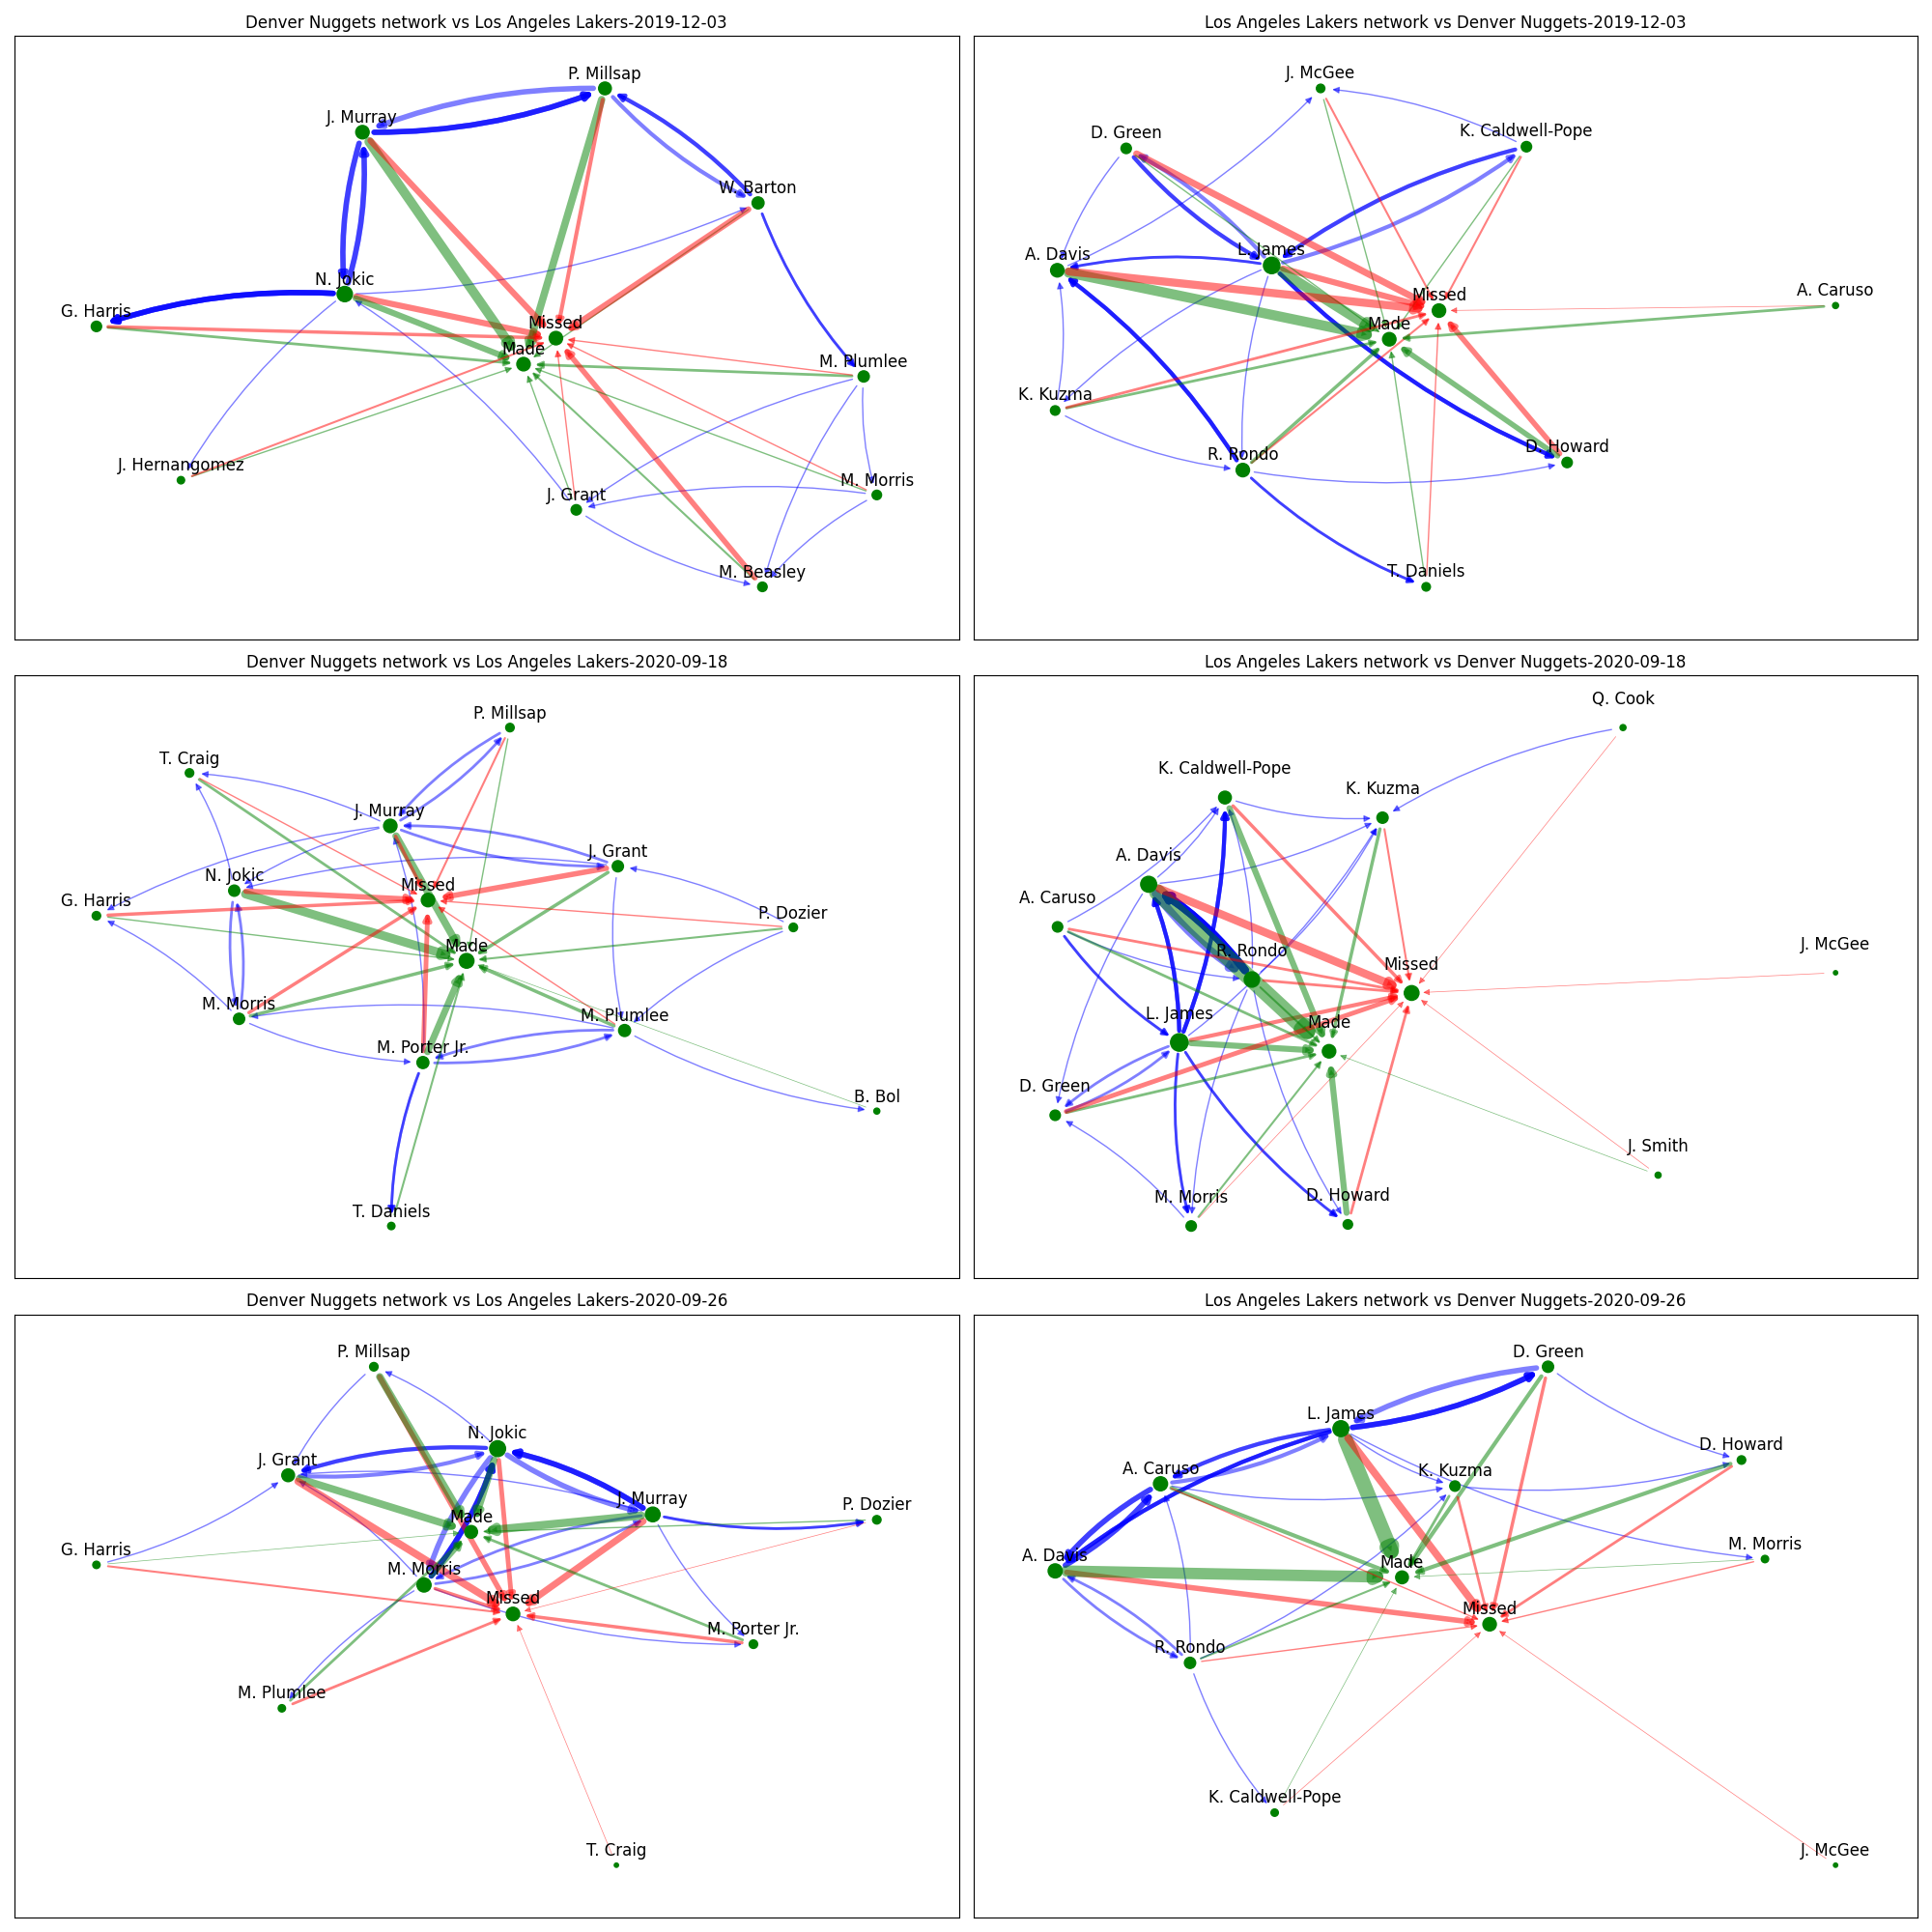 Denver Nuggets network vs Los Angeles Lakers-2019-12-03
P. Millsap
J. Murray
W. Barton
N. Jokic
G. Harris
Missed
Made
M. Plumlee
J. Hernangomez
M. Morris
J. Grant
M. Beasley
Los Angeles Lakers network vs Denver Nuggets-2019-12-03
J. McGee
D. Green
K. Caldwell-Pope
L. James
A. Davis
A. Caruso
Missed
Made
K. Kuzma
D. Howard
R. Rondo
T. Daniels
Denver Nuggets network vs Los Angeles Lakers-2020-09-18
P. Millsap
T. Craig
J. Murray
J. Grant
N. Jokic
Missed
G. Harris
P. Dozier
Made
M. Morris
M. Plumlee
M. Porter Jr.
B. Bol
T. Daniels
Los Angeles Lakers network vs Denver Nuggets-2020-09-18
Q. Cook
K. Caldwell-Pope
K. Kuzma
A. Davis
A. Caruso
J. McGee
R. Rondo
Missed
L. James
Made
D. Green
J. Smith
M. Morris
D. Howard
Denver Nuggets network vs Los Angeles Lakers-2020-09-26
P. Millsap
N. Jokic
J. Grant
J. Murray
P. Dozier
Made
G. Harris
M. Morris
Missed
M. Porter Jr.
M. Plumlee
T. Craig
Los Angeles Lakers network vs Denver Nuggets-2020-09-26
D. Green
L. James
D. Howard
A. Caruso
K. Kuzma
M. Morris
A. Davis
Made
Missed
R. Rondo
K. Caldwell-Pope
J. McGee